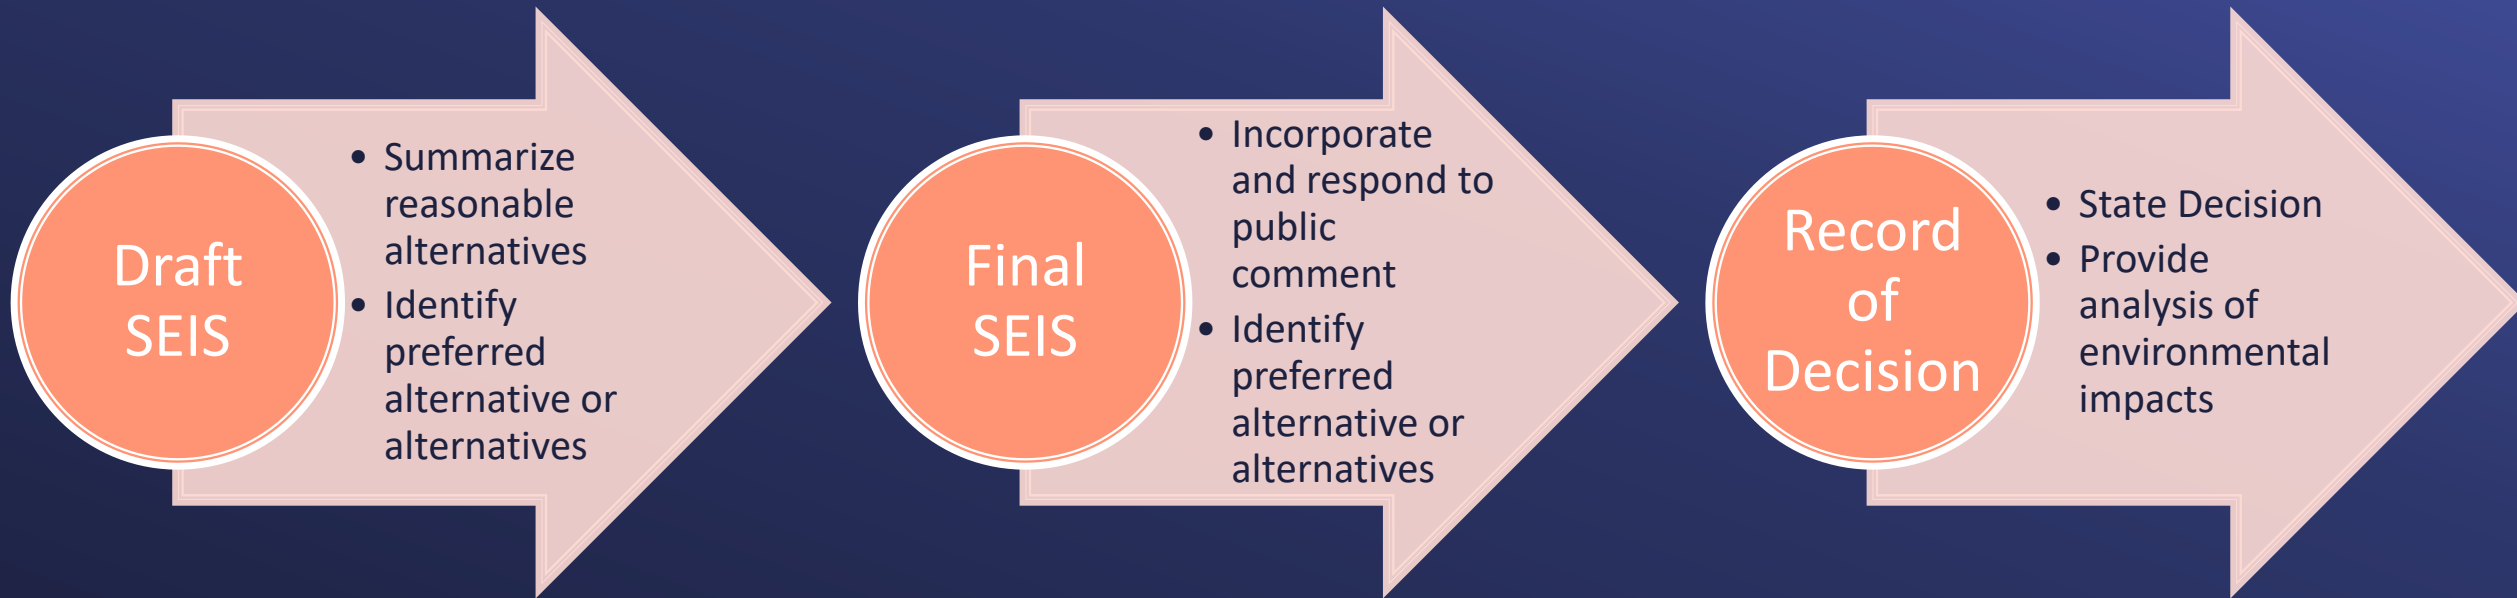 Draft
SEIS
• Summarize
reasonable
alternatives
• Identify
preferred
alternative or
alternatives
Final
SEIS
• Incorporate
and respond to
public
comment
• Identify
preferred
alternative or
alternatives
Record
of
Decision
• State Decision
• Provide
analysis of
environmental
impacts